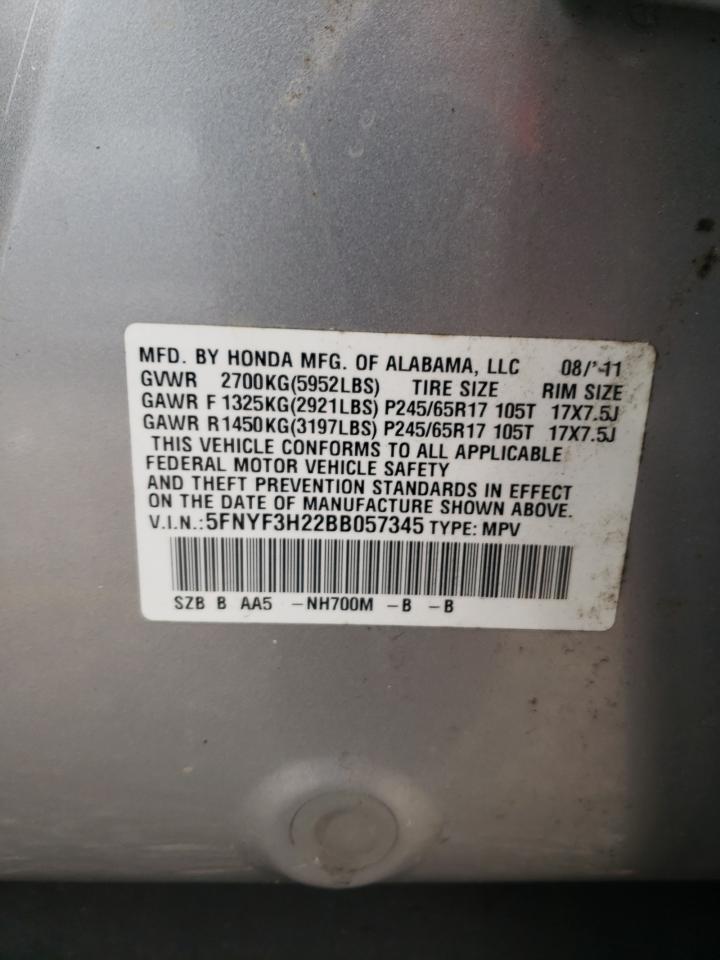 MFD. BY HONDA MFG. OF ALABAMA, LLC 08/'11
GVWR 2700KG(5952LBS) TIRE SIZE RIM SIZE
GAWR F 1325KG(2921LBS) P245/65R17 105T 17X7.5J
GAWR R1450KG(3197LBS) P245/65R17 105T 17X7.5J
THIS VEHICLE CONFORMS TO ALL APPLICABLE
FEDERAL MOTOR VEHICLE SAFETY
AND THEFT PREVENTION STANDARDS IN EFFECT
ON THE DATE OF MANUFACTURE SHOWN ABOVE.
V.I.N.:5FNYF3H22BB057345 TYPE: MPV
SZB B AA5 -NH700M -B -B